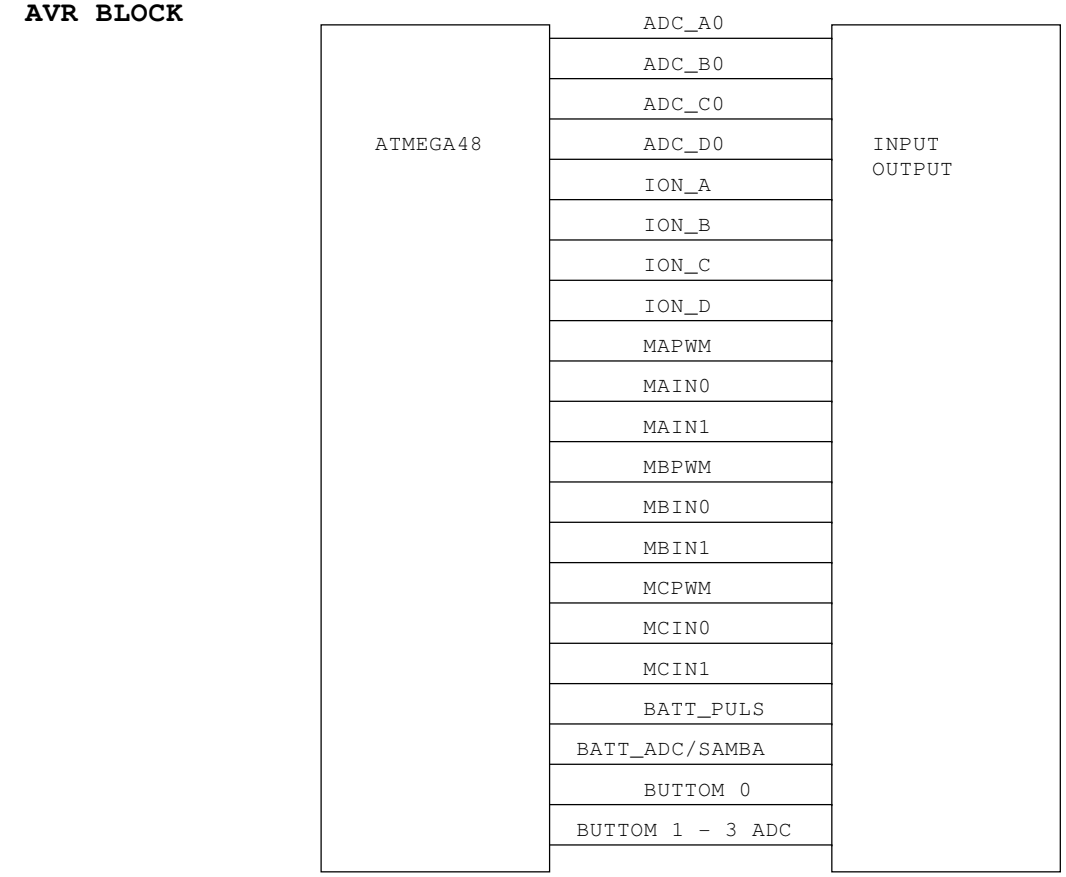 AVR BLOCK
ADC_A0
ADC_B0
ADC_C0
ATMEGA48
ADC_D0
INPUT
OUTPUT
ION_A
ION_B
ION_C
ION_D
MAPWM
MAIN0
MAIN1
MBPWM
MBIN0
MBIN1
MCPWM
MCIN0
MCIN1
BATT_PULS
BATT_ADC/SAMBA
BUTTOM 0
BUTTOM 1 - 3 ADC